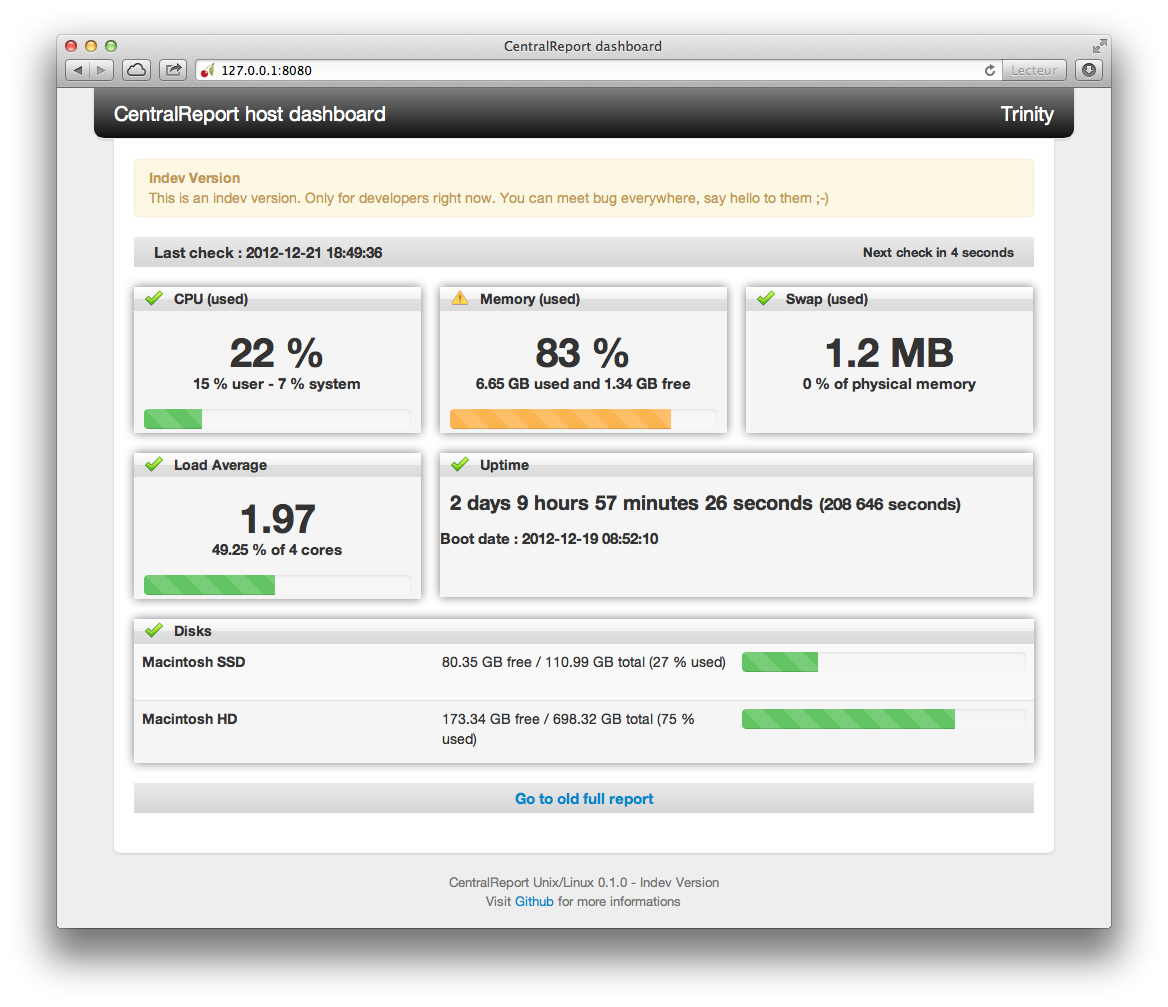 CentralReport dashboard
127.0.0.1:8080
Lecteur
CentralReport host dashboard
Trinity
Indev Version
This is an indev version. Only for developers right now. You can meet bug everywhere, say hello to them ;-)
Last check : 2012-12-21 18:49:36
Next check in 4 seconds
CPU (used)
22 %
15 % user - 7 % system
Memory (used)
83 %
6.65 GB used and 1.34 GB free
Swap (used)
1.2 MB
0 % of physical memory
Load Average
1.97
49.25 % of 4 cores
Uptime
2 days 9 hours 57 minutes 26 seconds (208 646 seconds)
Boot date : 2012-12-19 08:52:10
Disks
Macintosh SSD
80.35 GB free / 110.99 GB total (27 % used)
Macintosh HD
173.34 GB free / 698.32 GB total (75 %
used)
Go to old full report
CentralReport Unix/Linux 0.1.0 - Indev Version
Visit Github for more informations